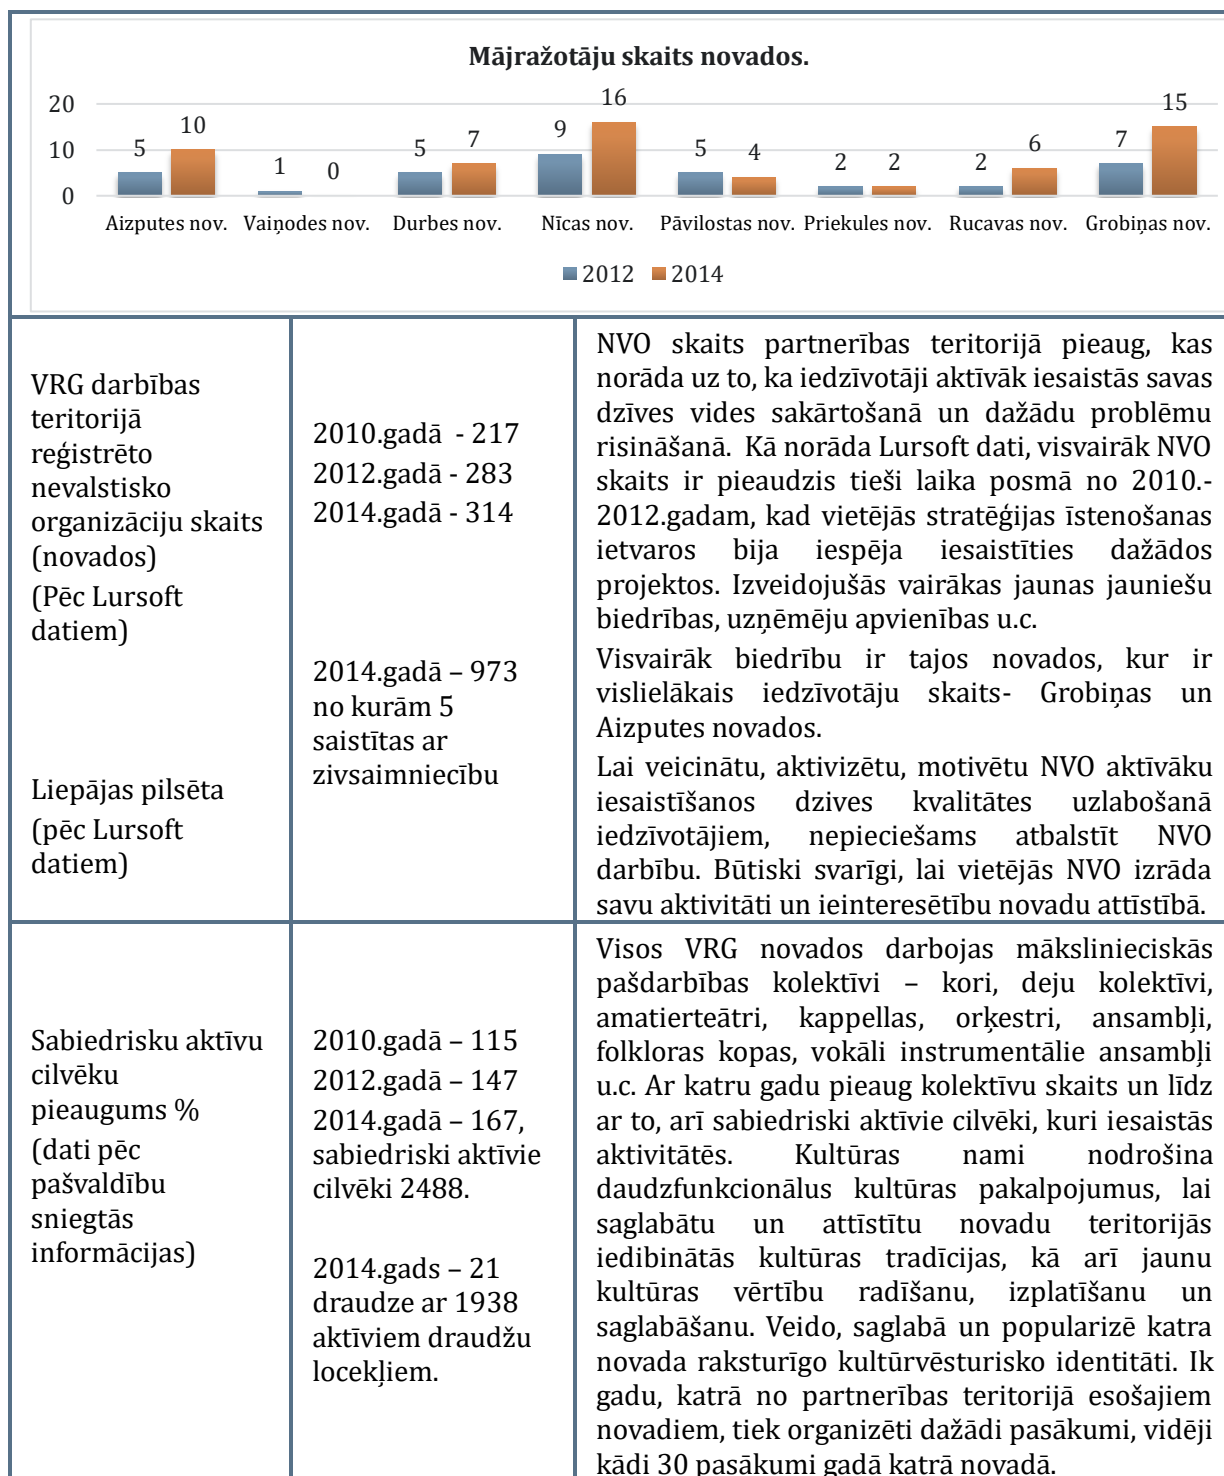 Mājražotāju skaits novados.
20
10
0
5 10 1 0 5 7 9 16 5 4 2 2 2 6 7 15
Aizputes nov. Vaiņodes nov. Durbes nov. Nīcas nov. Pāvilostas nov. Priekules nov. Rucavas nov. Grobiņas nov.
2012 2014
VRG darbības
teritorijā
reģistrēto
nevalstisko
organizāciju skaits
(novados)
(Pēc Lursoft
datiem)
Liepājas pilsēta
(pēc Lursoft
datiem)
2010.gadā - 217
2012.gadā - 283
2014.gadā - 314
2014.gadā – 973
no kurām 5
saistītas ar
zivsaimniecību
NVO skaits partnerības teritorijā pieaug, kas
norāda uz to, ka iedzīvotāji aktīvāk iesaistās savas
dzīves vides sakārtošanā un dažādu problēmu
risināšanā. Kā norāda Lursoft dati, visvairāk NVO
skaits ir pieaudzis tieši laika posmā no 2010.-
2012.gadam, kad vietējās stratēģijas īstenošanas
ietvaros bija iespēja iesaistīties dažādos
projektos. Izveidojušās vairākas jaunas jauniešu
biedrības, uzņēmēju apvienības u.c.
Visvairāk biedrību ir tajos novados, kur ir
vislielākais iedzīvotāju skaits- Grobiņas un
Aizputes novados.
Lai veicinātu, aktivizētu, motivētu NVO aktīvāku
iesaistīšanos dzives kvalitātes uzlabošanā
iedzīvotājiem, nepieciešams atbalstīt NVO
darbību. Būtiski svarīgi, lai vietējās NVO izrāda
savu aktivitāti un ieinteresētību novadu attīstībā.
Sabiedrisku aktīvu
cilvēku
pieaugums %
(dati pēc
pašvaldību
sniegtās
informācijas)
2010.gadā – 115
2012.gadā – 147
2014.gadā – 167,
sabiedriski aktīvie
cilvēki 2488.
2014.gads – 21
draudze ar 1938
aktīviem draudžu
locekļiem.
Visos VRG novados darbojas mākslinieciskās
pašdarbības kolektīvi – kori, deju kolektīvi,
amatierteātri, kappellas, orķestri, ansambļi,
folkloras kopas, vokāli instrumentālie ansambļi
u.c. Ar katru gadu pieaug kolektīvu skaits un līdz
ar to, arī sabiedriski aktīvie cilvēki, kuri iesaistās
aktivitātēs. Kultūras nami nodrošina
daudzfunkcionālus kultūras pakalpojumus, lai
saglabātu un attīstītu novadu teritorijās
iedibinātās kultūras tradīcijas, kā arī jaunu
kultūras vērtību radīšanu, izplatīšanu un
saglabāšanu. Veido, saglabā un popularizē katra
novada raksturīgo kultūrvēsturisko identitāti. Ik
gadu, katrā no partnerības teritorijā esošajiem
novadiem, tiek organizēti dažādi pasākumi, vidēji
kādi 30 pasākumi gadā katrā novadā.